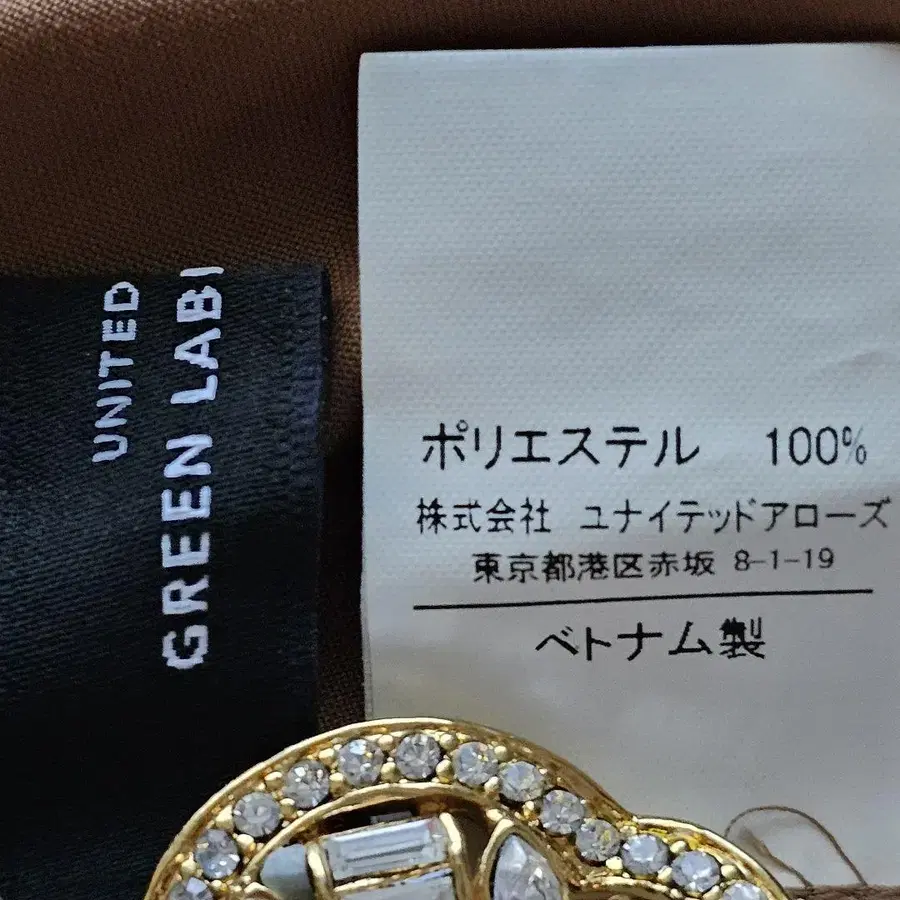 UNITED
GREEN LABE
ポリエステル 100%
株式会社 ユナイテッドアローズ
東京都港区赤坂 8-1-19
ベトナム製